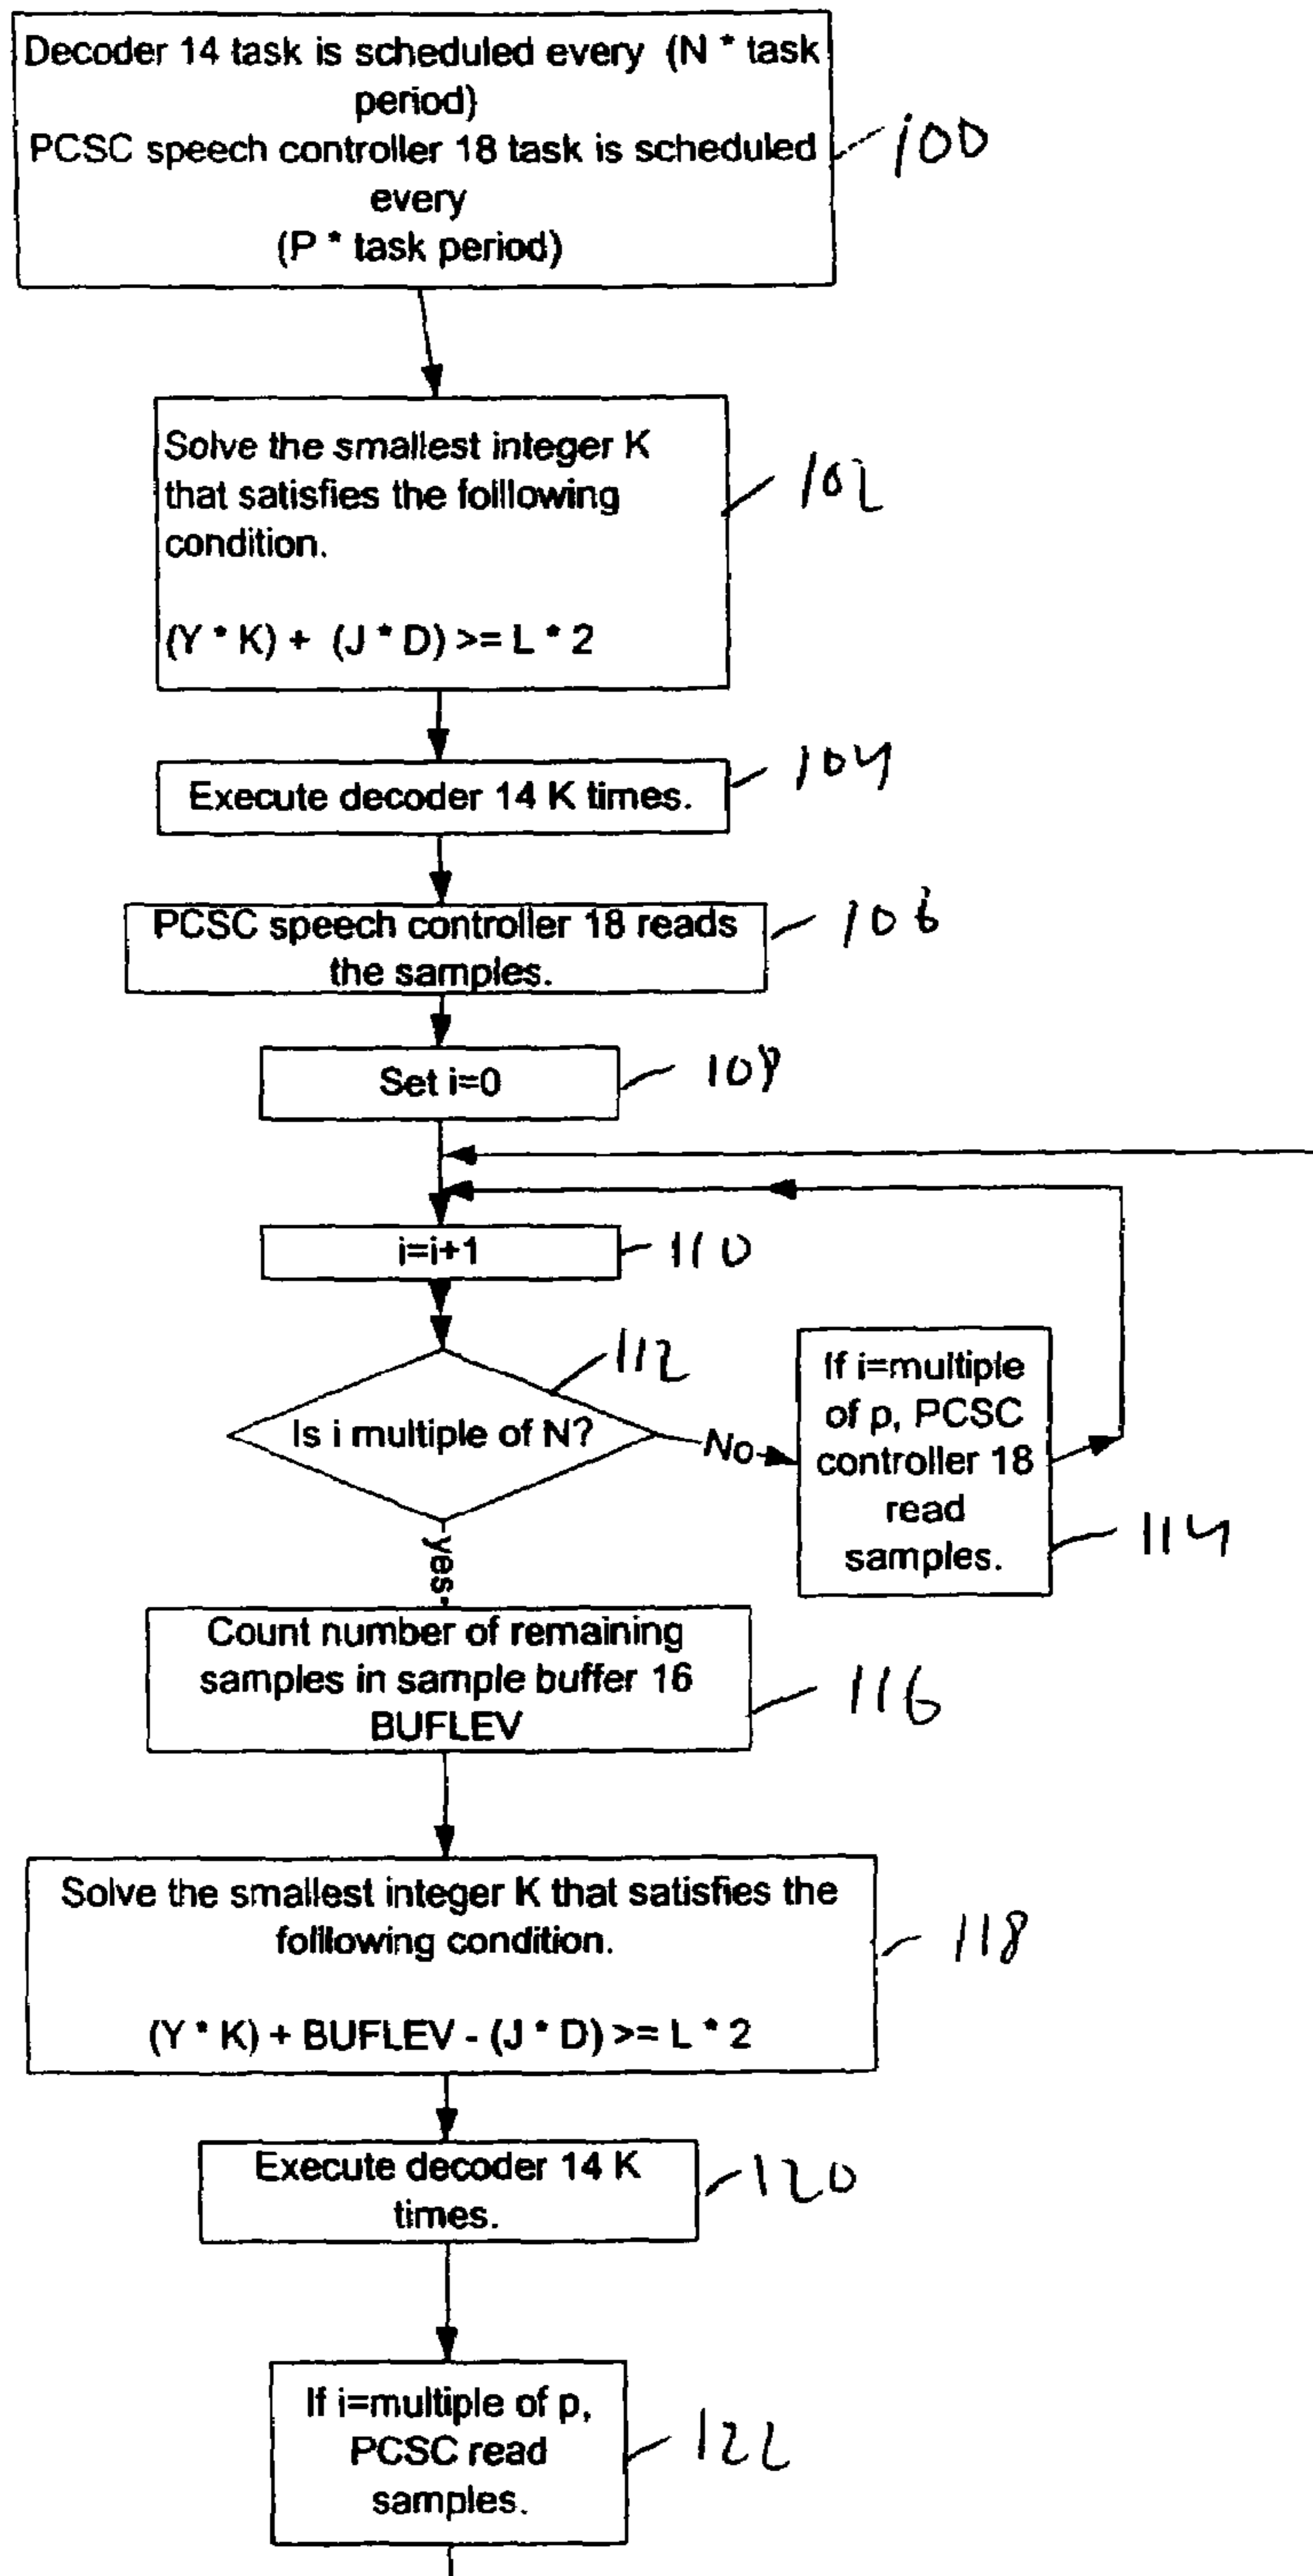 Decoder 14 task is scheduled every (N * task
period)
PCSC speech controller 18 task is scheduled
every
(P * task period)
100
Solve the smallest integer K
that satisfies the folllowing
condition.
(Y * K) + (J * D) >= L * 2
102
Execute decoder 14 K times.
104
PCSC speech controller 18 reads
the samples.
106
Set i=0
108
i=i+1
110
Is i multiple of N?
112
No
If i=multiple
of p, PCSC
controller 18
read
samples.
114
yes
Count number of remaining
samples in sample buffer 16
BUFLEV
116
Solve the smallest integer K that satisfies the
folllowing condition.
(Y * K) + BUFLEV - (J * D) >= L * 2
118
Execute decoder 14 K
times.
120
If i=multiple of p,
PCSC read
samples.
122